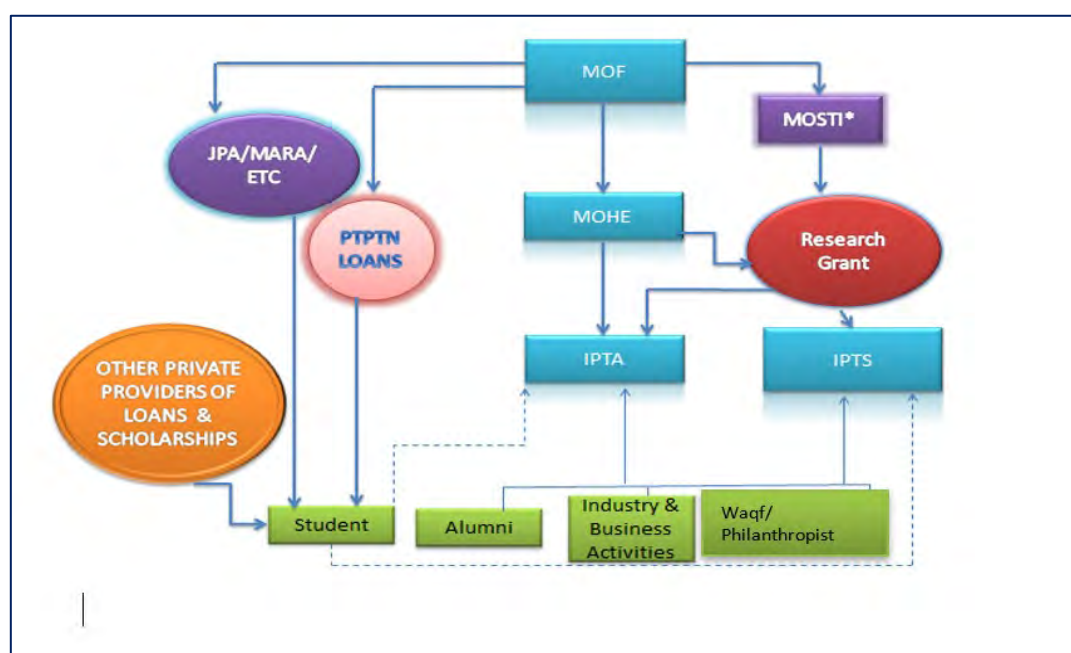 MOF
MOSTI*
JPA/MARA/
ETC
MOHE
PTPTN
LOANS
Research
Grant
IPTA
IPTS
OTHER PRIVATE
PROVIDERS OF
LOANS &
SCHOLARSHIPS
Student
Alumni
Industry &
Business
Activities
Waqf/
Philanthropist